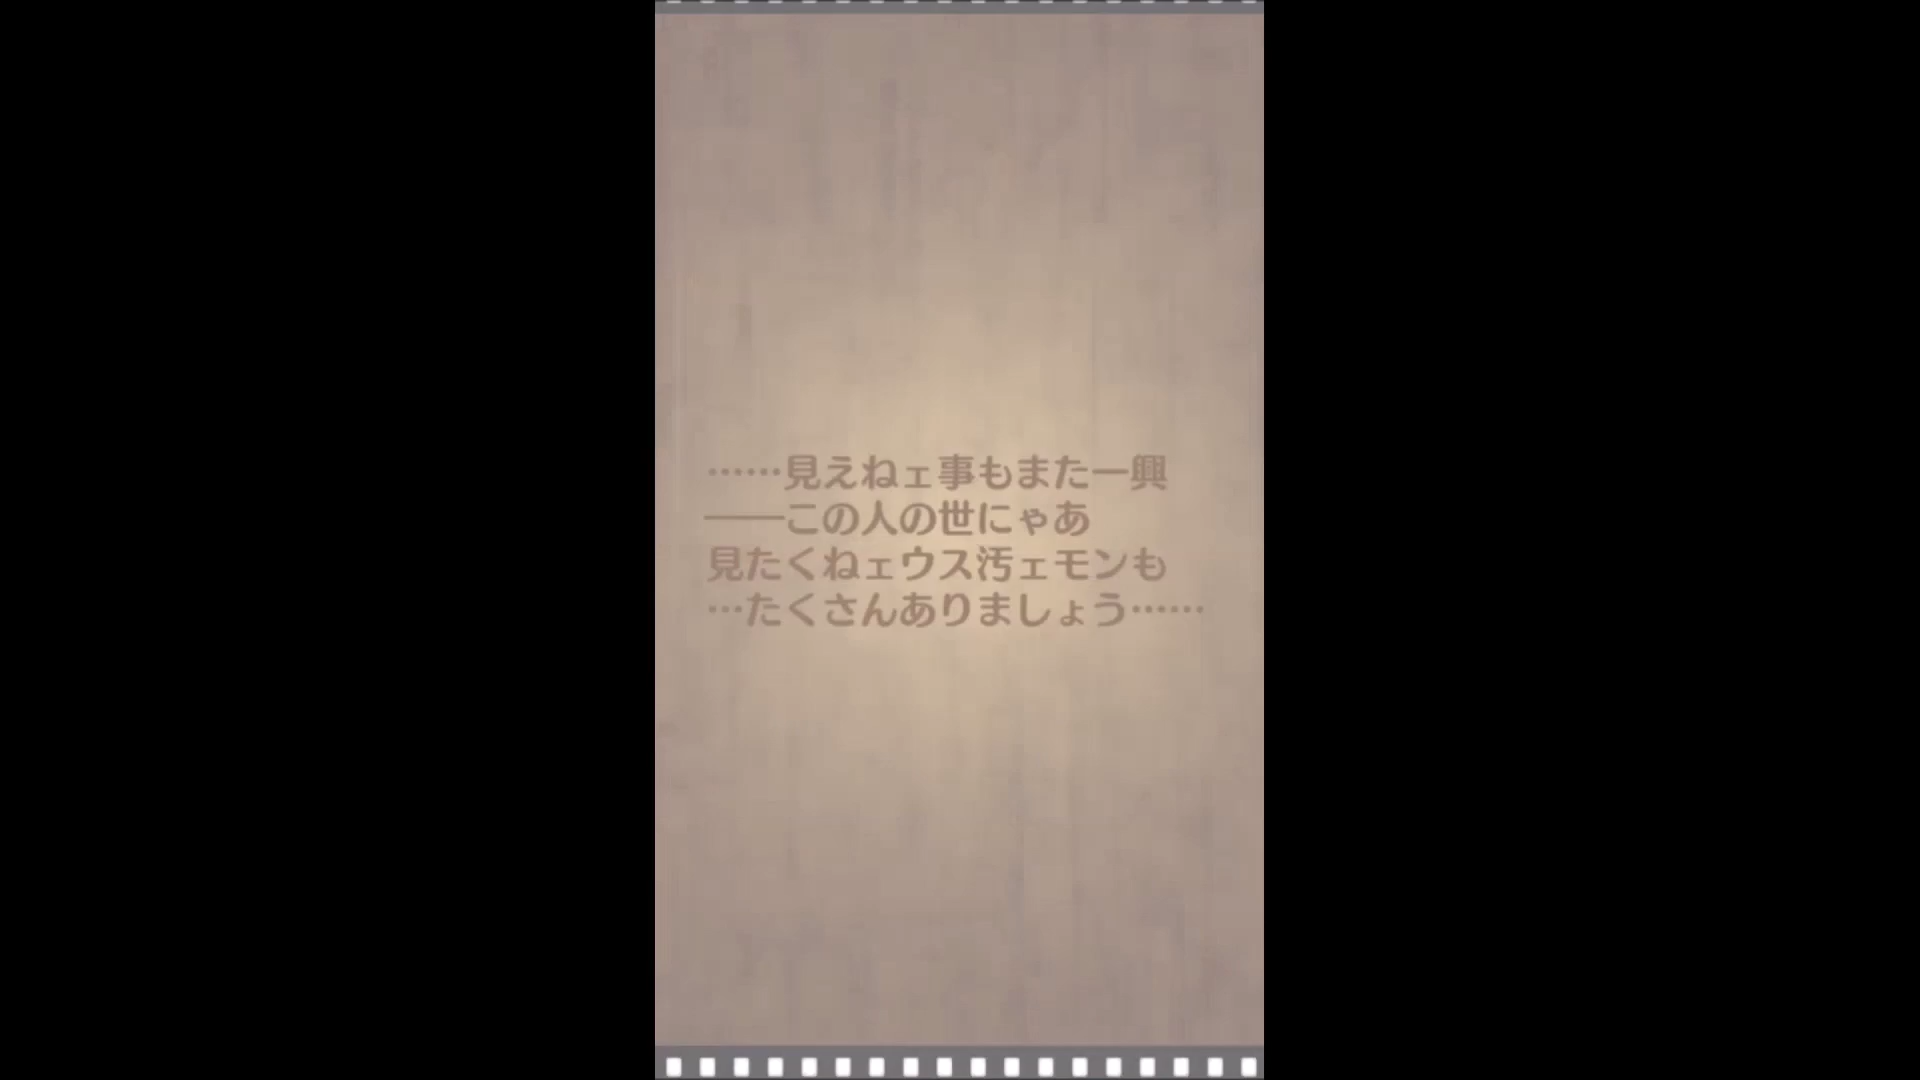 ……見えねェ事もまた一興
――この人の世にゃあ
見たくねェウス汚ェモンも
…たくさんありましょう……